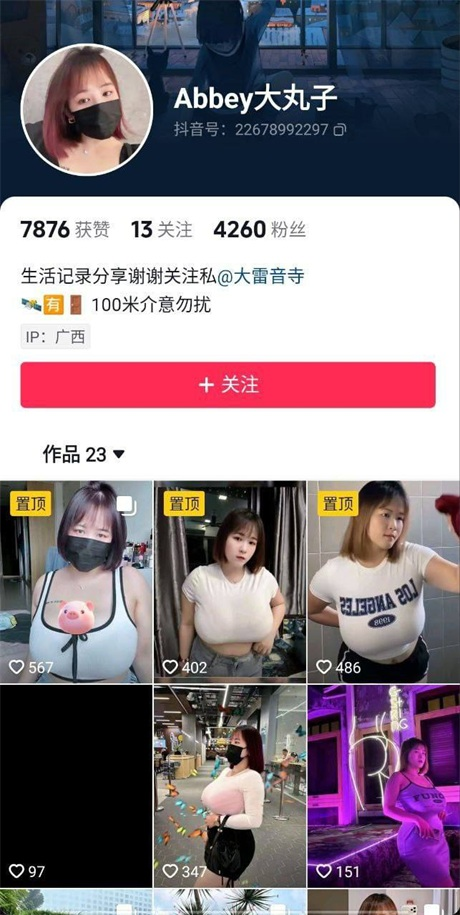 Abbey大丸子
抖音号：22678992297
7876 获赞 13 关注 4260 粉丝
生活记录分享谢谢关注私@大雷音寺
🛰️🈶🚪 100米介意勿扰
IP：广西
+ 关注
作品 23
置顶 置顶 置顶
LOS ANGELES
1998
567 402 486
97 347 151